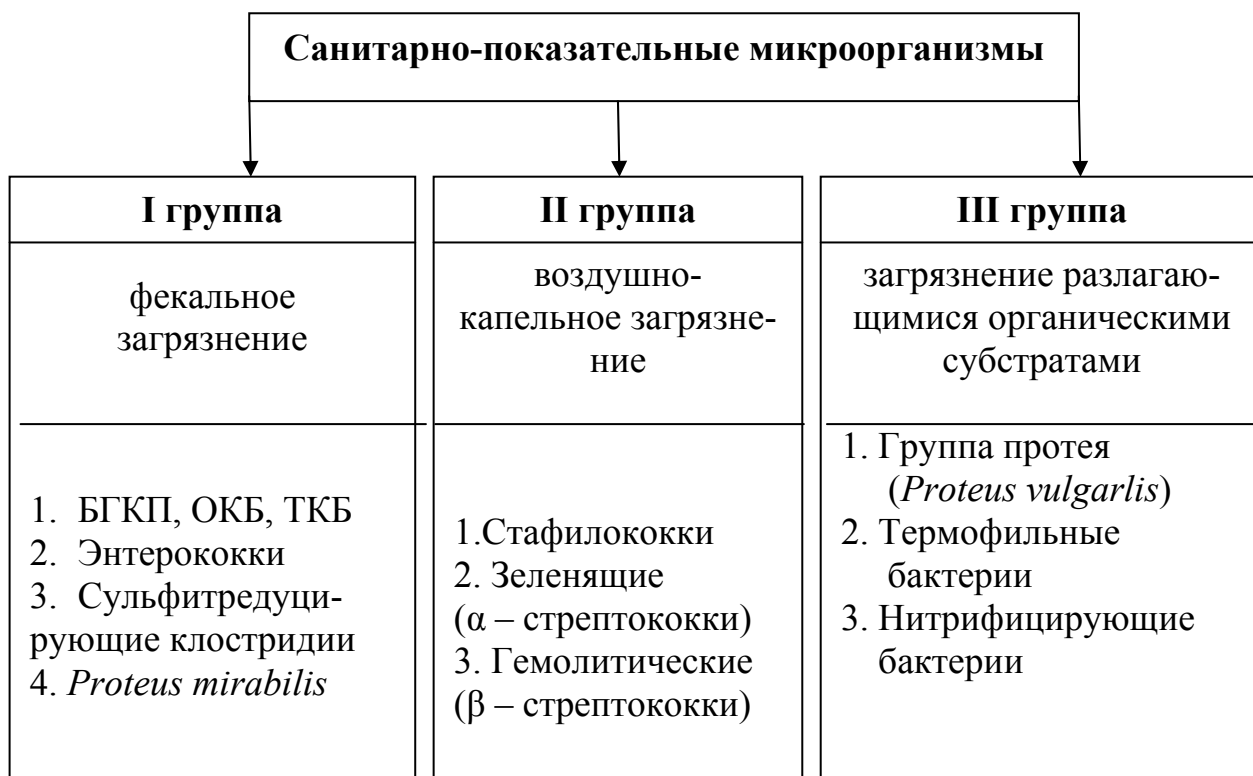 Санитарно-показательные микроорганизмы
I группа
фекальное
загрязнение
1. БГКП, ОКБ, ТКБ
2. Энтерококки
3. Сульфитредуци-
рующие клостридии
4. Proteus mirabilis
II группа
воздушно-
капельное загрязне-
ние
1.Стафилококки
2. Зеленящие
(α – стрептококки)
3. Гемолитические
(β – стрептококки)
III группа
загрязнение разлагаю-
щимися органическими
субстратами
1. Группа протея
(Proteus vulgarlis)
2. Термофильные
бактерии
3. Нитрифицирующие
бактерии